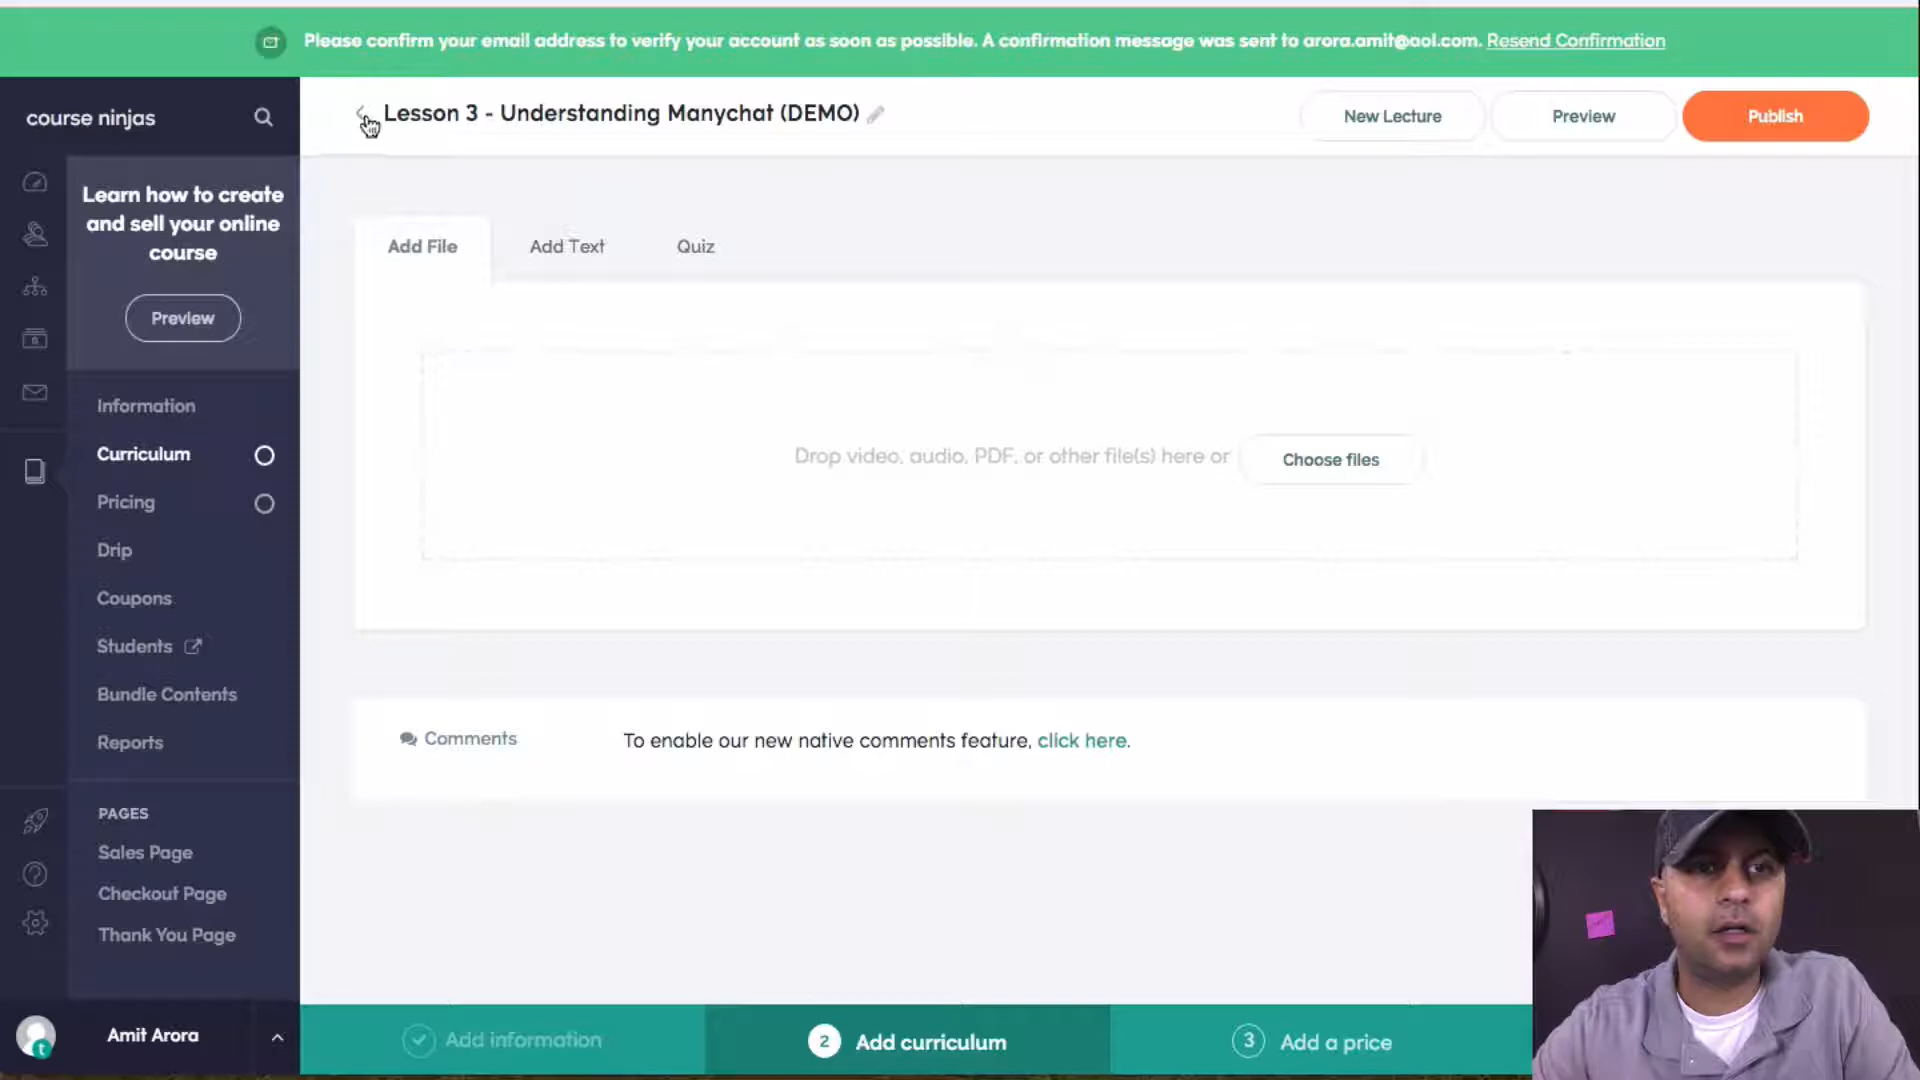 Please confirm your email address to verify your account as soon as possible. A confirmation message was sent to arora.amit@aol.com. Resend Confirmation
course ninjas
Lesson 3 - Understanding Manychat (DEMO)
New Lecture
Preview
Publish
Learn how to create
and sell your online
course
Preview
Add File
Add Text
Quiz
Information
Curriculum
Pricing
Drip
Coupons
Students
Bundle Contents
Reports
Drop video, audio, PDF, or other file(s) here or
Choose files
Comments
To enable our new native comments feature, click here.
PAGES
Sales Page
Checkout Page
Thank You Page
Amit Arora
t
Add information
2 Add curriculum
3 Add a price